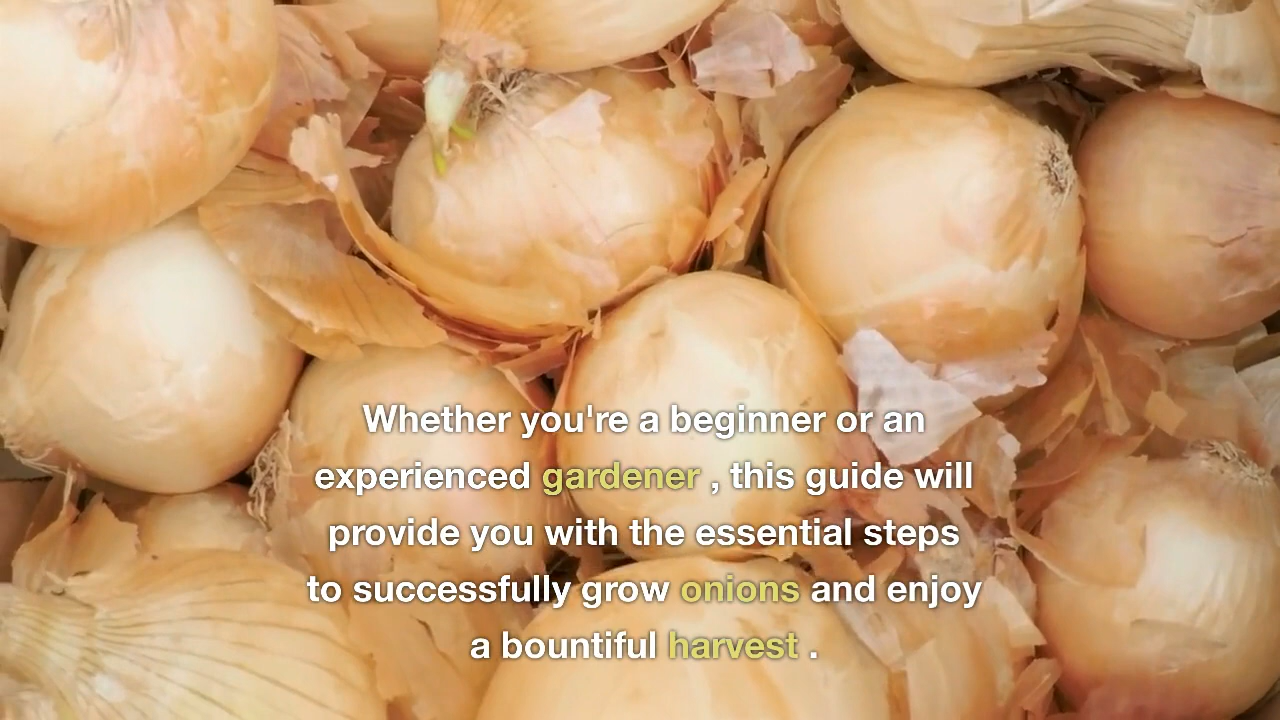 Whether you're a beginner or an
experienced gardener , this guide will
provide you with the essential steps
to successfully grow onions and enjoy
a bountiful harvest .